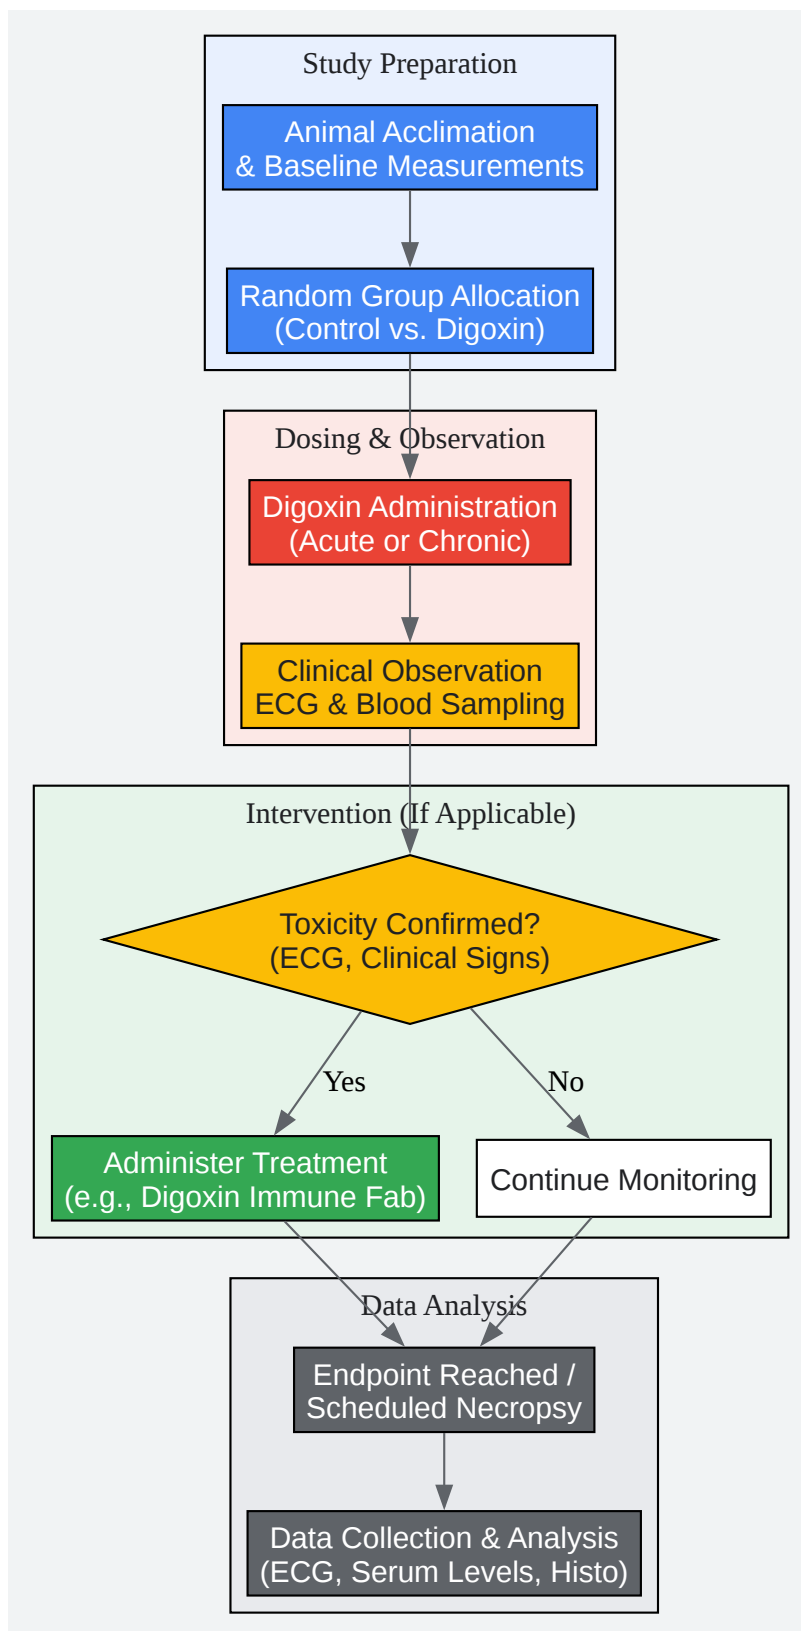 Study Preparation
Animal Acclimation
& Baseline Measurements
Random Group Allocation
(Control vs. Digoxin)
Dosing & Observation
Digoxin Administration
(Acute or Chronic)
Clinical Observation
ECG & Blood Sampling
Intervention (If Applicable)
Toxicity Confirmed?
(ECG, Clinical Signs)
Yes
No
Administer Treatment
(e.g., Digoxin Immune Fab)
Continue Monitoring
Data Analysis
Endpoint Reached /
Scheduled Necropsy
Data Collection & Analysis
(ECG, Serum Levels, Histo)